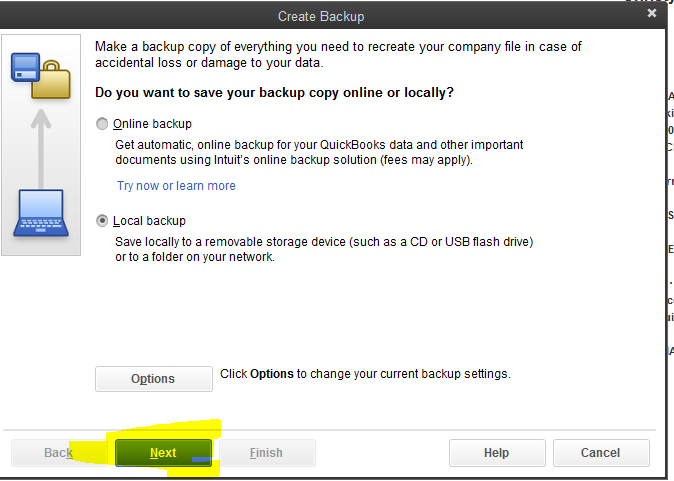 Create Backup
Make a backup copy of everything you need to recreate your company file in case of
accidental loss or damage to your data.
Do you want to save your backup copy online or locally?
Online backup
Get automatic, online backup for your QuickBooks data and other important
documents using Intuit's online backup solution (fees may apply).
Try now or learn more
Local backup
Save locally to a removable storage device (such as a CD or USB flash drive)
or to a folder on your network.
Options Click Options to change your current backup settings.
Back Next Finish Help Cancel